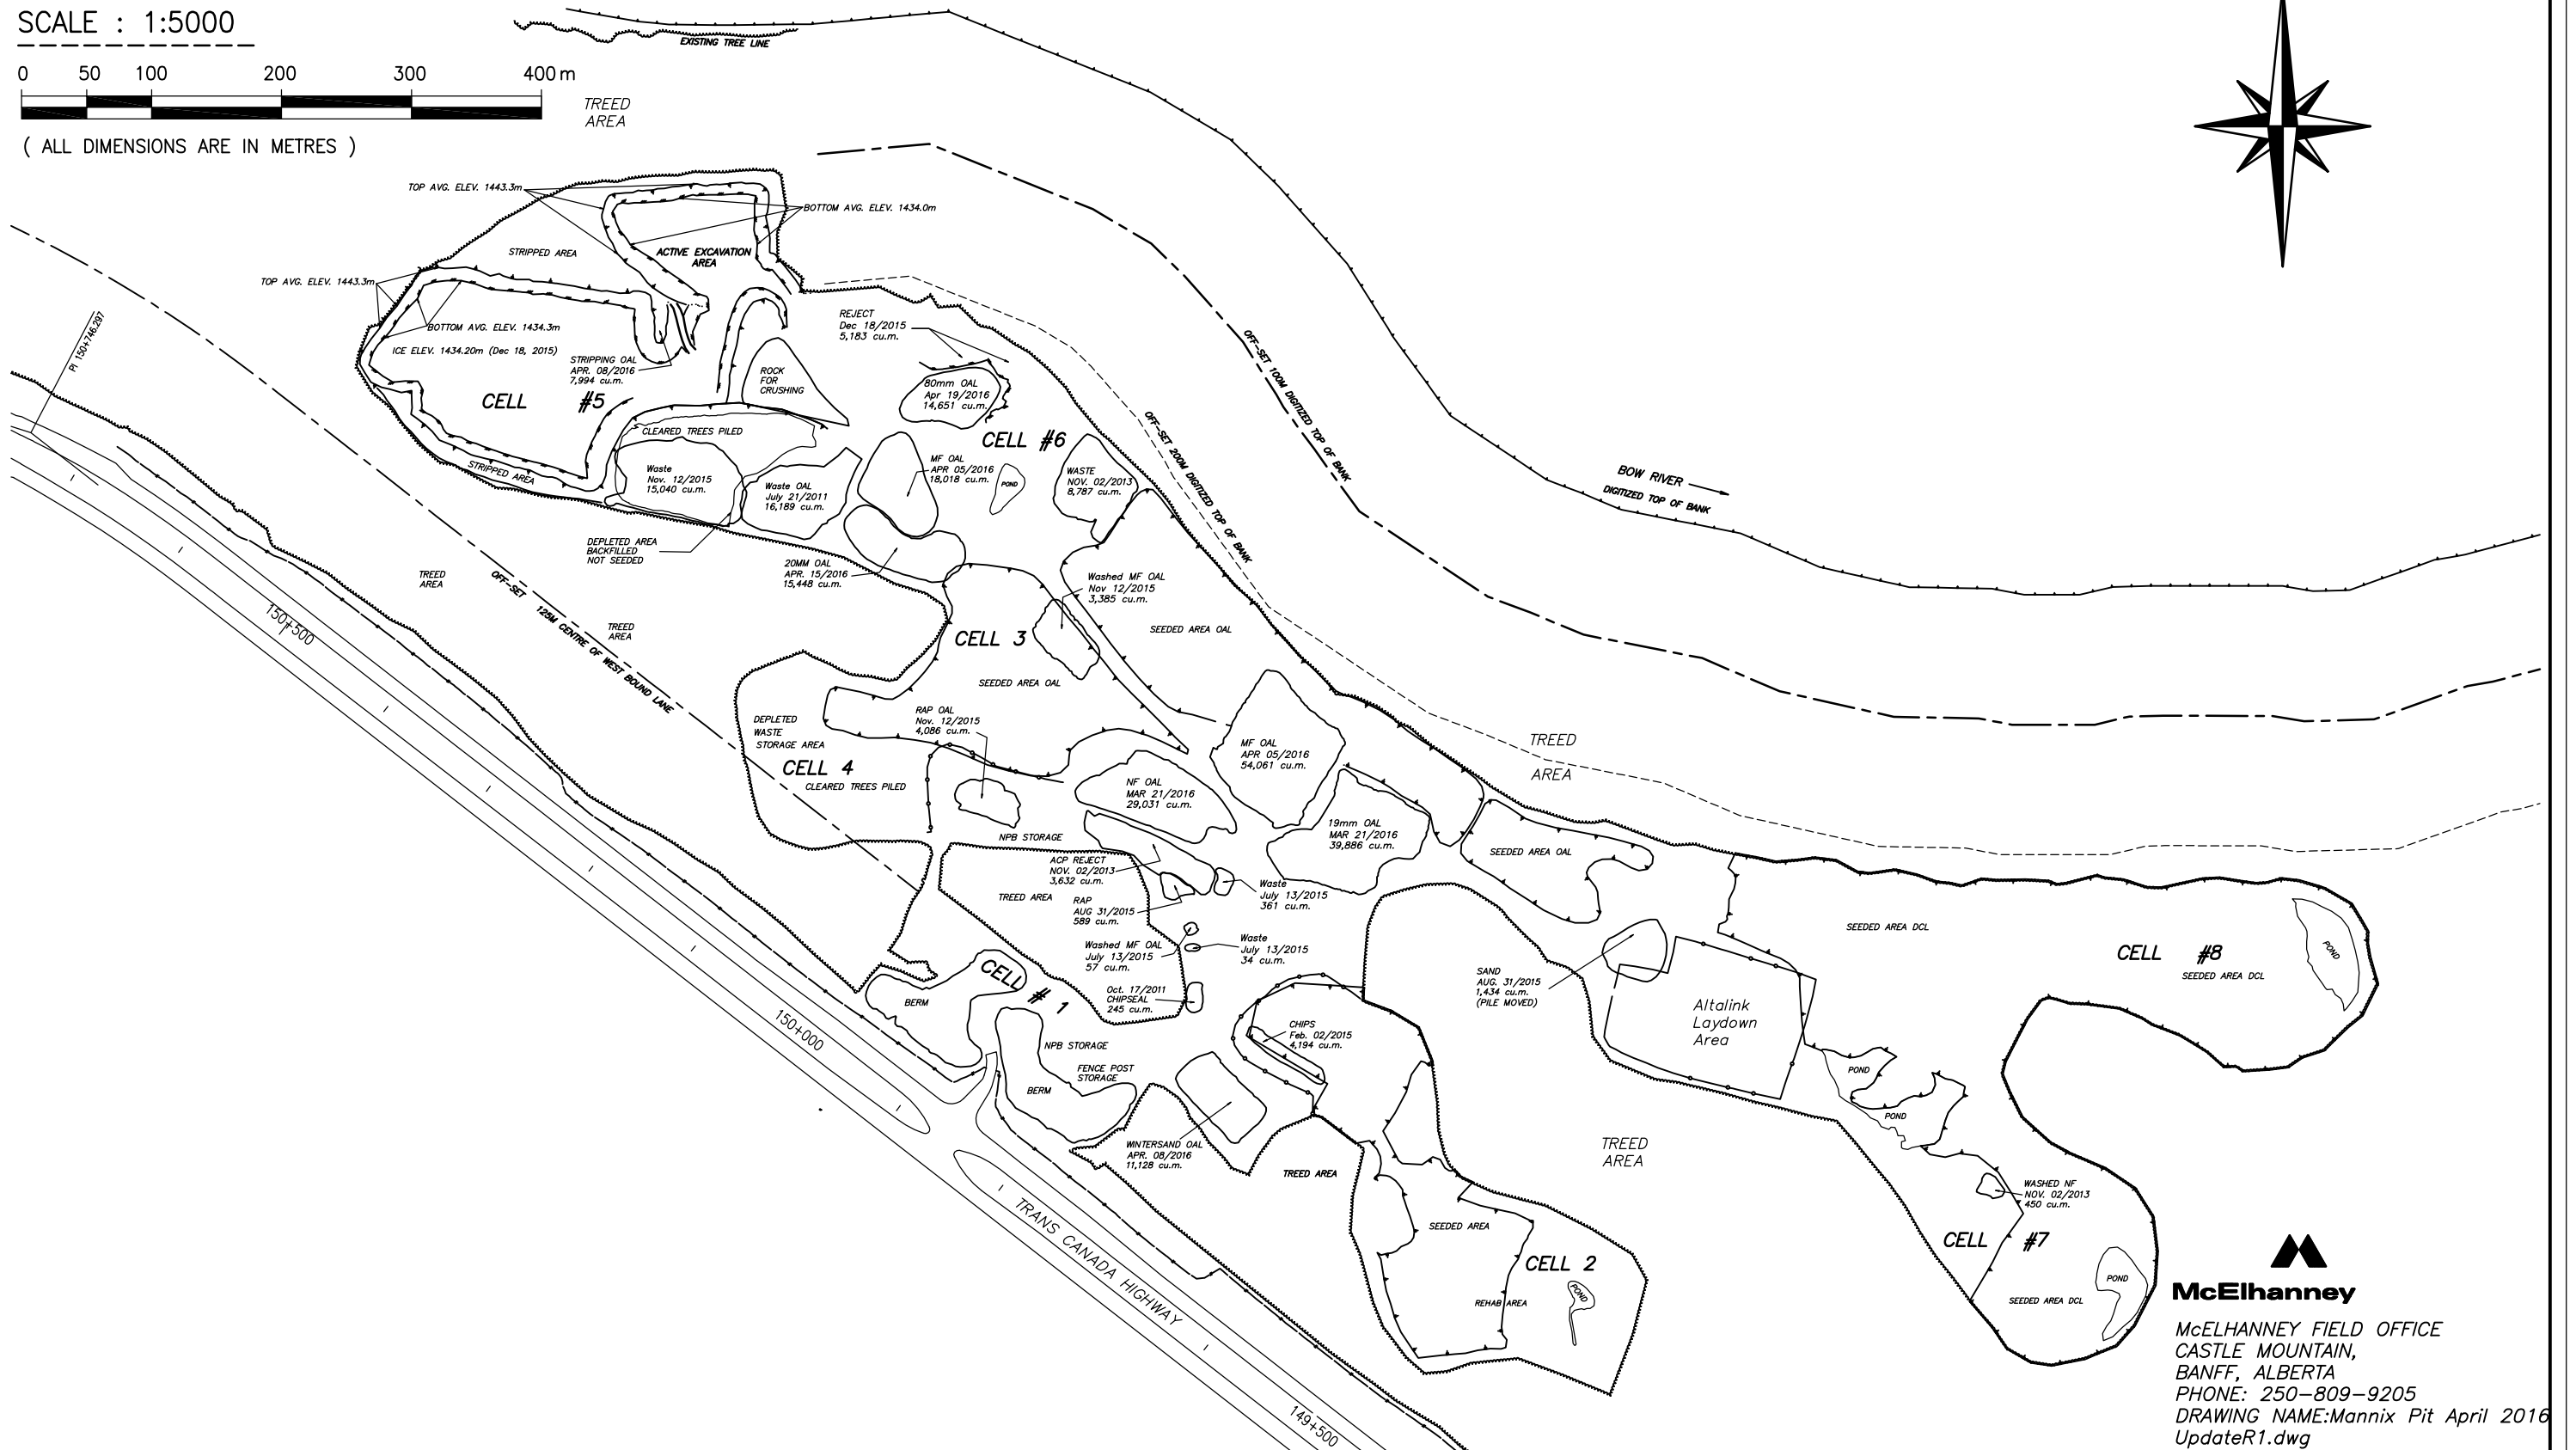 SCALE : 1:5000
0 50 100 200 300 400 m
( ALL DIMENSIONS ARE IN METRES )
EXISTING TREE LINE
TREED
AREA
TOP AVG. ELEV. 1443.3m
BOTTOM AVG. ELEV. 1434.0m
STRIPPED AREA
ACTIVE EXCAVATION
AREA
TOP AVG. ELEV. 1443.3m
BOTTOM AVG. ELEV. 1434.3m
ICE ELEV. 1434.20m (Dec 18, 2015)
PI 150+746.297
STRIPPING OAL
APR. 08/2016
7,994 cu.m.
CELL #5
ROCK
FOR
CRUSHING
REJECT
Dec 18/2015
5,183 cu.m.
80mm OAL
Apr 19/2016
14,651 cu.m.
CELL #6
CLEARED TREES PILED
STRIPPED AREA
Waste
Nov. 12/2015
15,040 cu.m.
Waste OAL
July 21/2011
16,189 cu.m.
MF OAL
APR 05/2016
18,018 cu.m.
POND
WASTE
NOV. 02/2013
8,787 cu.m.
OFF-SET 100M DIGITIZED TOP OF BANK
OFF-SET 200M DIGITIZED TOP OF BANK
BOW RIVER
DIGITIZED TOP OF BANK
DEPLETED AREA
BACKFILLED
NOT SEEDED
20MM OAL
APR. 15/2016
15,448 cu.m.
TREED
AREA
OFF-SET 125M CENTRE OF WEST BOUND LANE
TREED
AREA
150+500
Washed MF OAL
Nov 12/2015
3,385 cu.m.
CELL 3
SEEDED AREA OAL
SEEDED AREA OAL
RAP OAL
Nov. 12/2015
4,086 cu.m.
DEPLETED
WASTE
STORAGE AREA
CELL 4
CLEARED TREES PILED
MF OAL
APR 05/2016
54,061 cu.m.
TREED
AREA
NF OAL
MAR 21/2016
29,031 cu.m.
NPB STORAGE
19mm OAL
MAR 21/2016
39,886 cu.m.
SEEDED AREA OAL
ACP REJECT
NOV. 02/2013
3,632 cu.m.
TREED AREA
RAP
AUG 31/2015
589 cu.m.
Waste
July 13/2015
361 cu.m.
Washed MF OAL
July 13/2015
57 cu.m.
Waste
July 13/2015
34 cu.m.
SEEDED AREA DCL
CELL #8
SEEDED AREA DCL
POND
SAND
AUG. 31/2015
1,434 cu.m.
(PILE MOVED)
Altalink
Laydown
Area
CELL # 1
BERM
Oct. 17/2011
CHIPSEAL
245 cu.m.
150+000
NPB STORAGE
CHIPS
Feb. 02/2015
4,194 cu.m.
FENCE POST
STORAGE
BERM
POND
POND
WINTERSAND OAL
APR. 08/2016
11,128 cu.m.
TREED AREA
TREED
AREA
WASHED NF
NOV. 02/2013
450 cu.m.
TRANS CANADA HIGHWAY
SEEDED AREA
CELL 2
CELL #7
POND
REHAB AREA
POND
SEEDED AREA DCL
149+500
McElhanney
McELHANNEY FIELD OFFICE
CASTLE MOUNTAIN,
BANFF, ALBERTA
PHONE: 250-809-9205
DRAWING NAME:Mannix Pit April 2016
UpdateR1.dwg